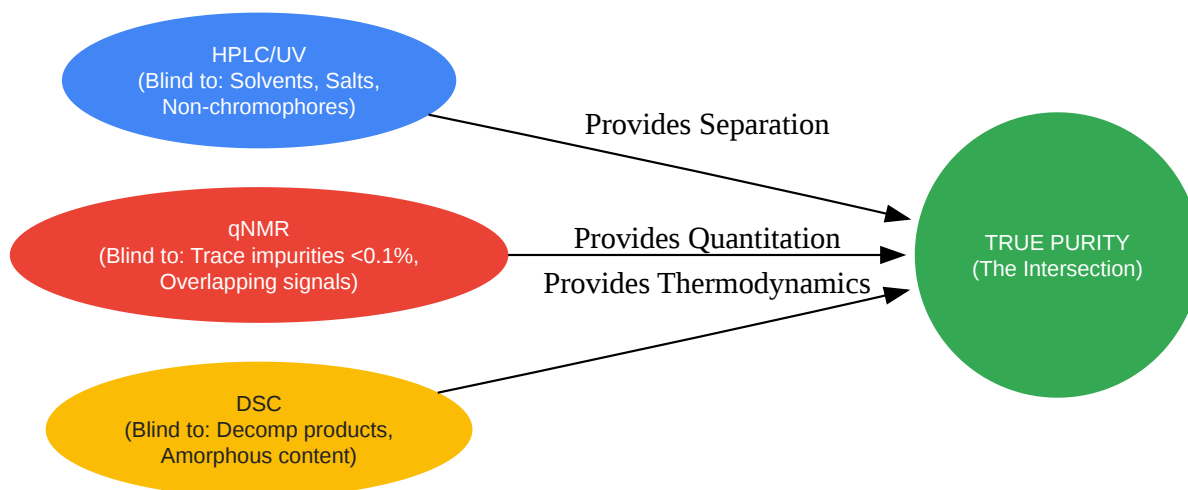 HPLC/UV
(Blind to: Solvents, Salts,
Non-chromophores)
Provides Separation
qNMR
(Blind to: Trace impurities <0.1%,
Overlapping signals)
Provides Quantitation
Provides Thermodynamics
TRUE PURITY
(The Intersection)
DSC
(Blind to: Decomp products,
Amorphous content)